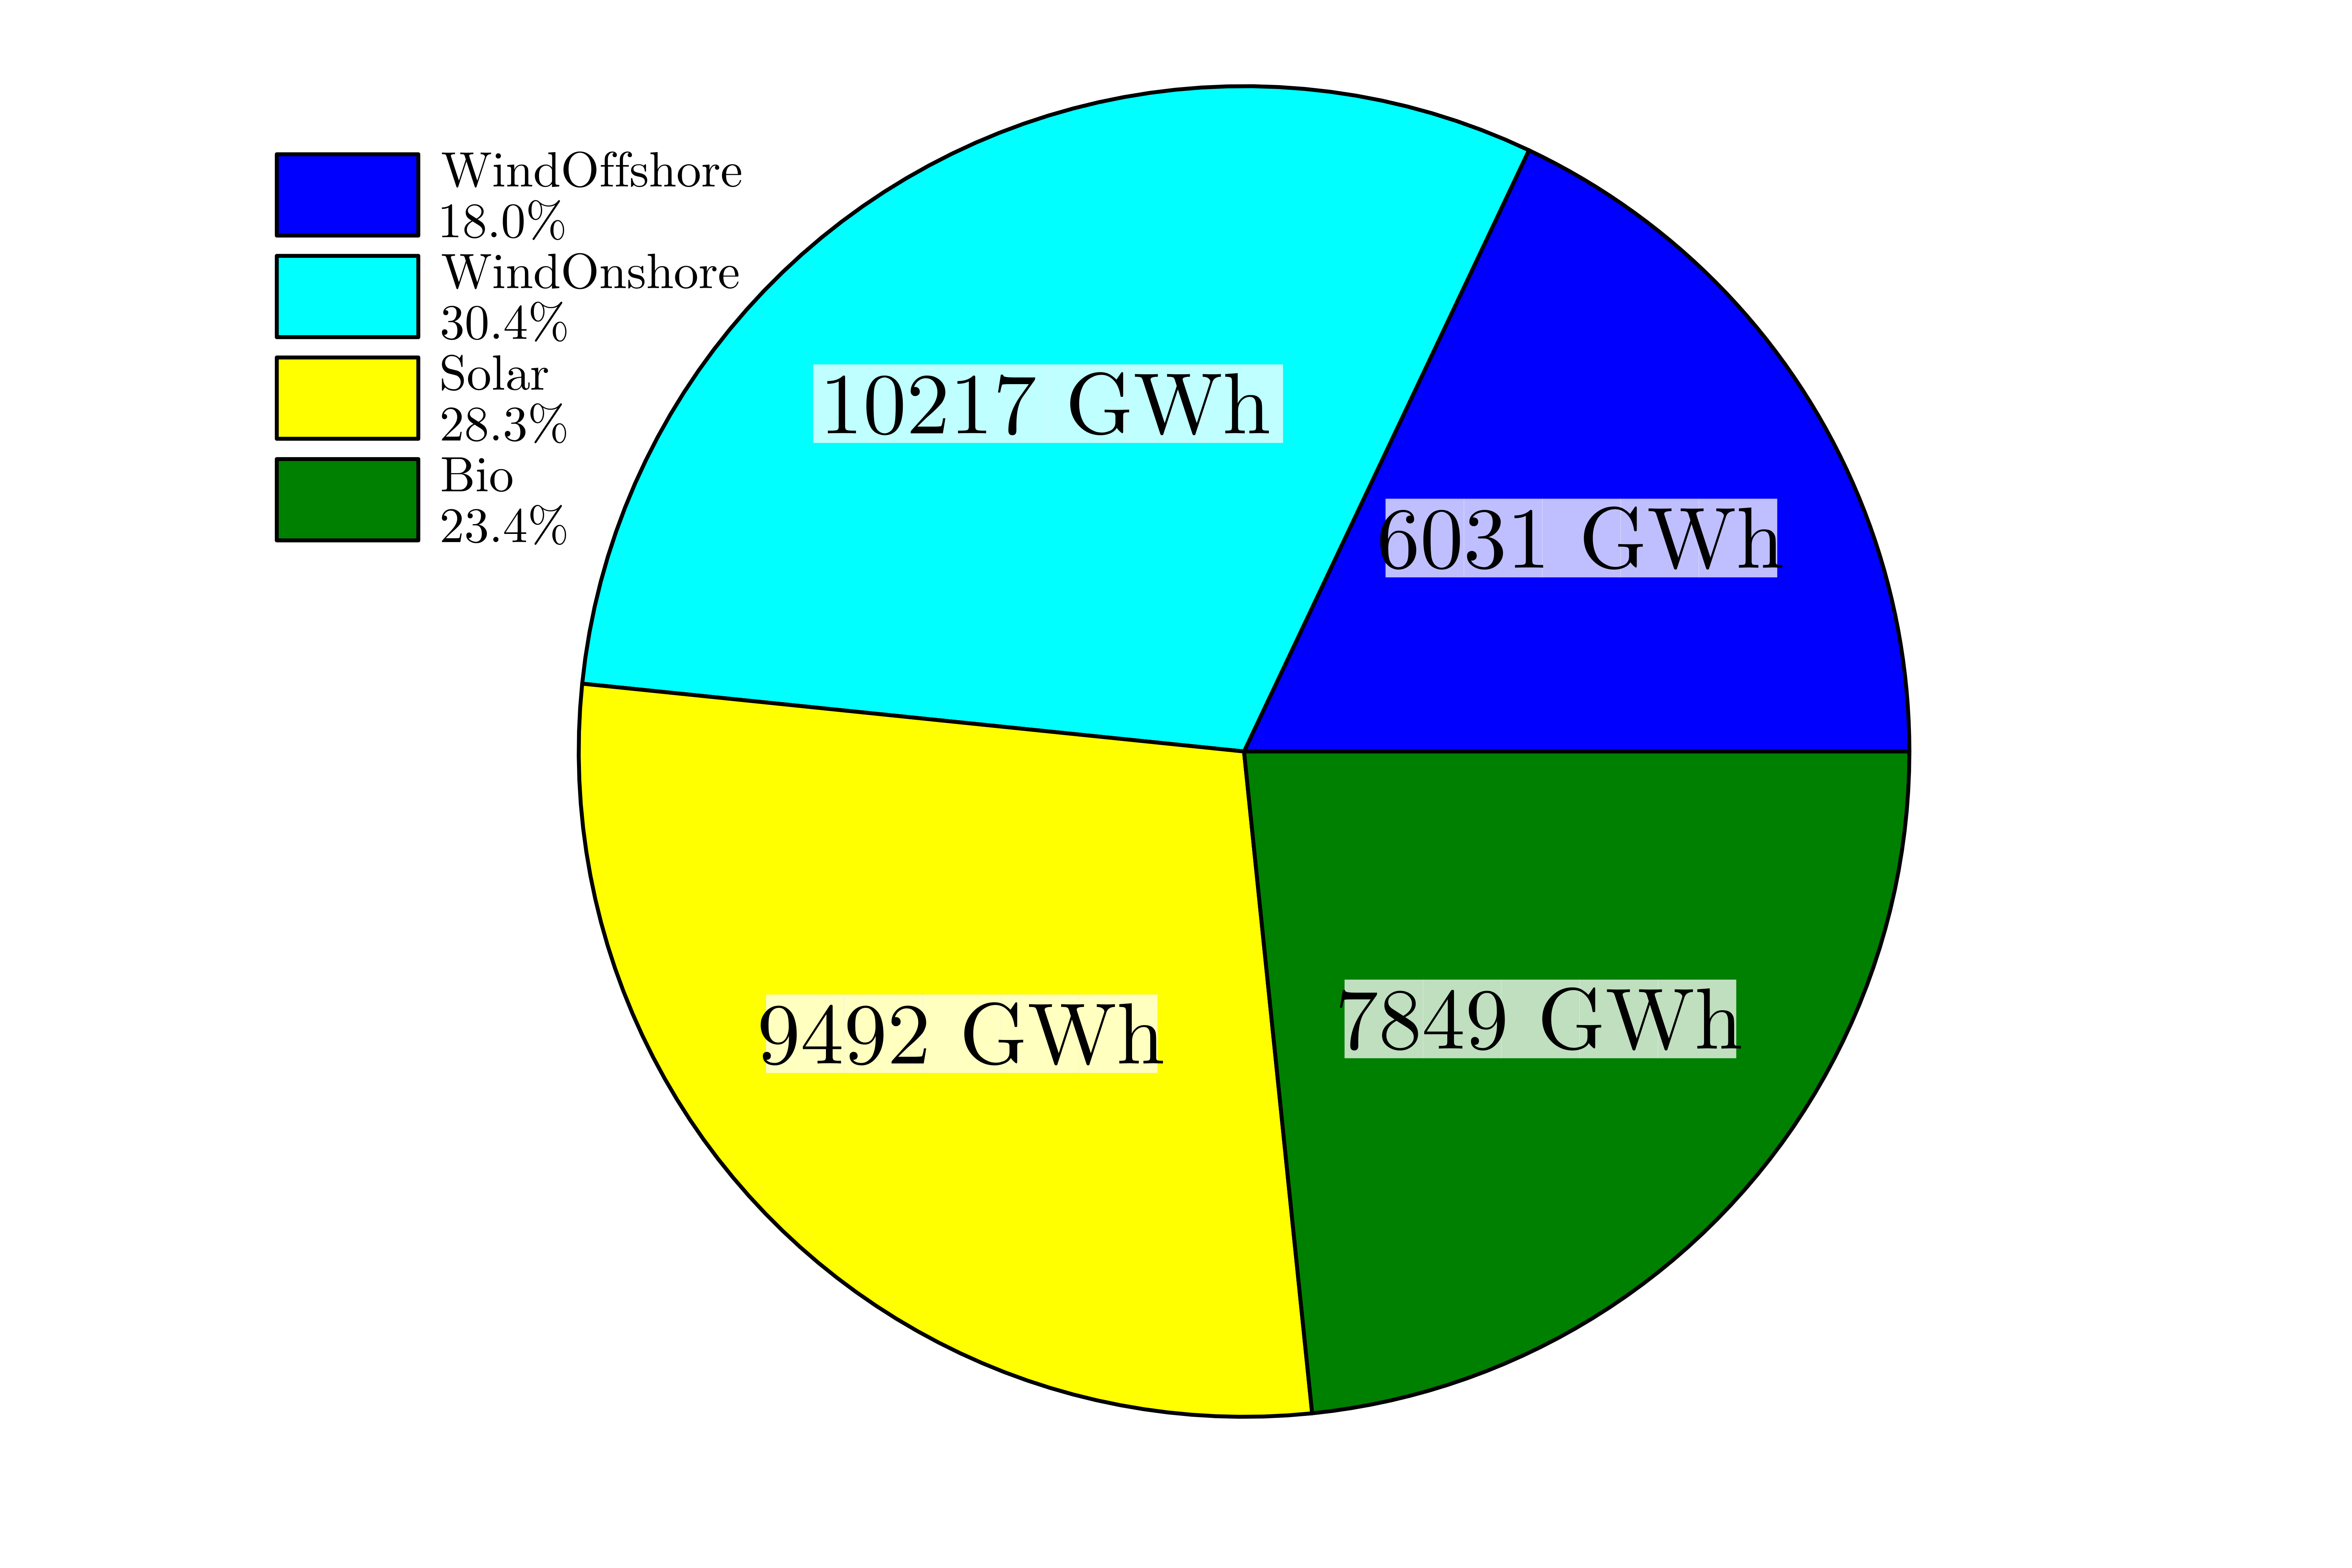 WindOffshore
18.0%
WindOnshore
30.4%
Solar
28.3%
Bio
23.4%
10217 GWh
6031 GWh
9492 GWh
7849 GWh